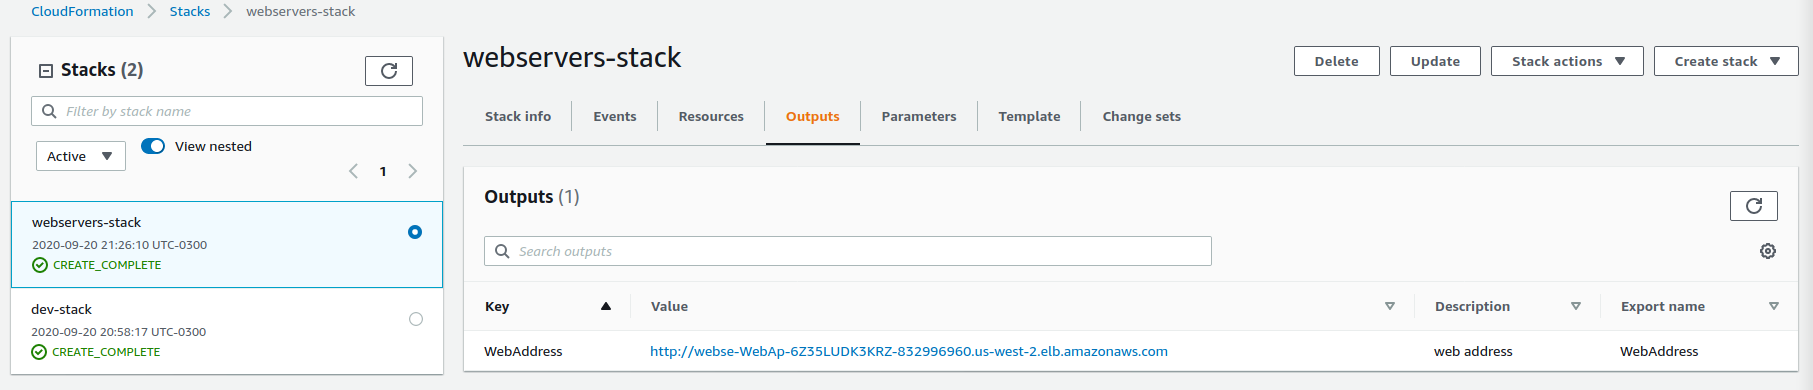 CloudFormation > Stacks > webservers-stack
Stacks (2)
Filter by stack name
Active
View nested
1
webservers-stack
2020-09-20 21:26:10 UTC-0300
CREATE_COMPLETE
dev-stack
2020-09-20 20:58:17 UTC-0300
CREATE_COMPLETE
webservers-stack
Delete Update Stack actions Create stack
Stack info Events Resources Outputs Parameters Template Change sets
Outputs (1)
Search outputs
Key Value Description Export name
WebAddress http://webse-WebAp-6Z35LUDK3KRZ-832996960.us-west-2.elb.amazonaws.com web address WebAddress